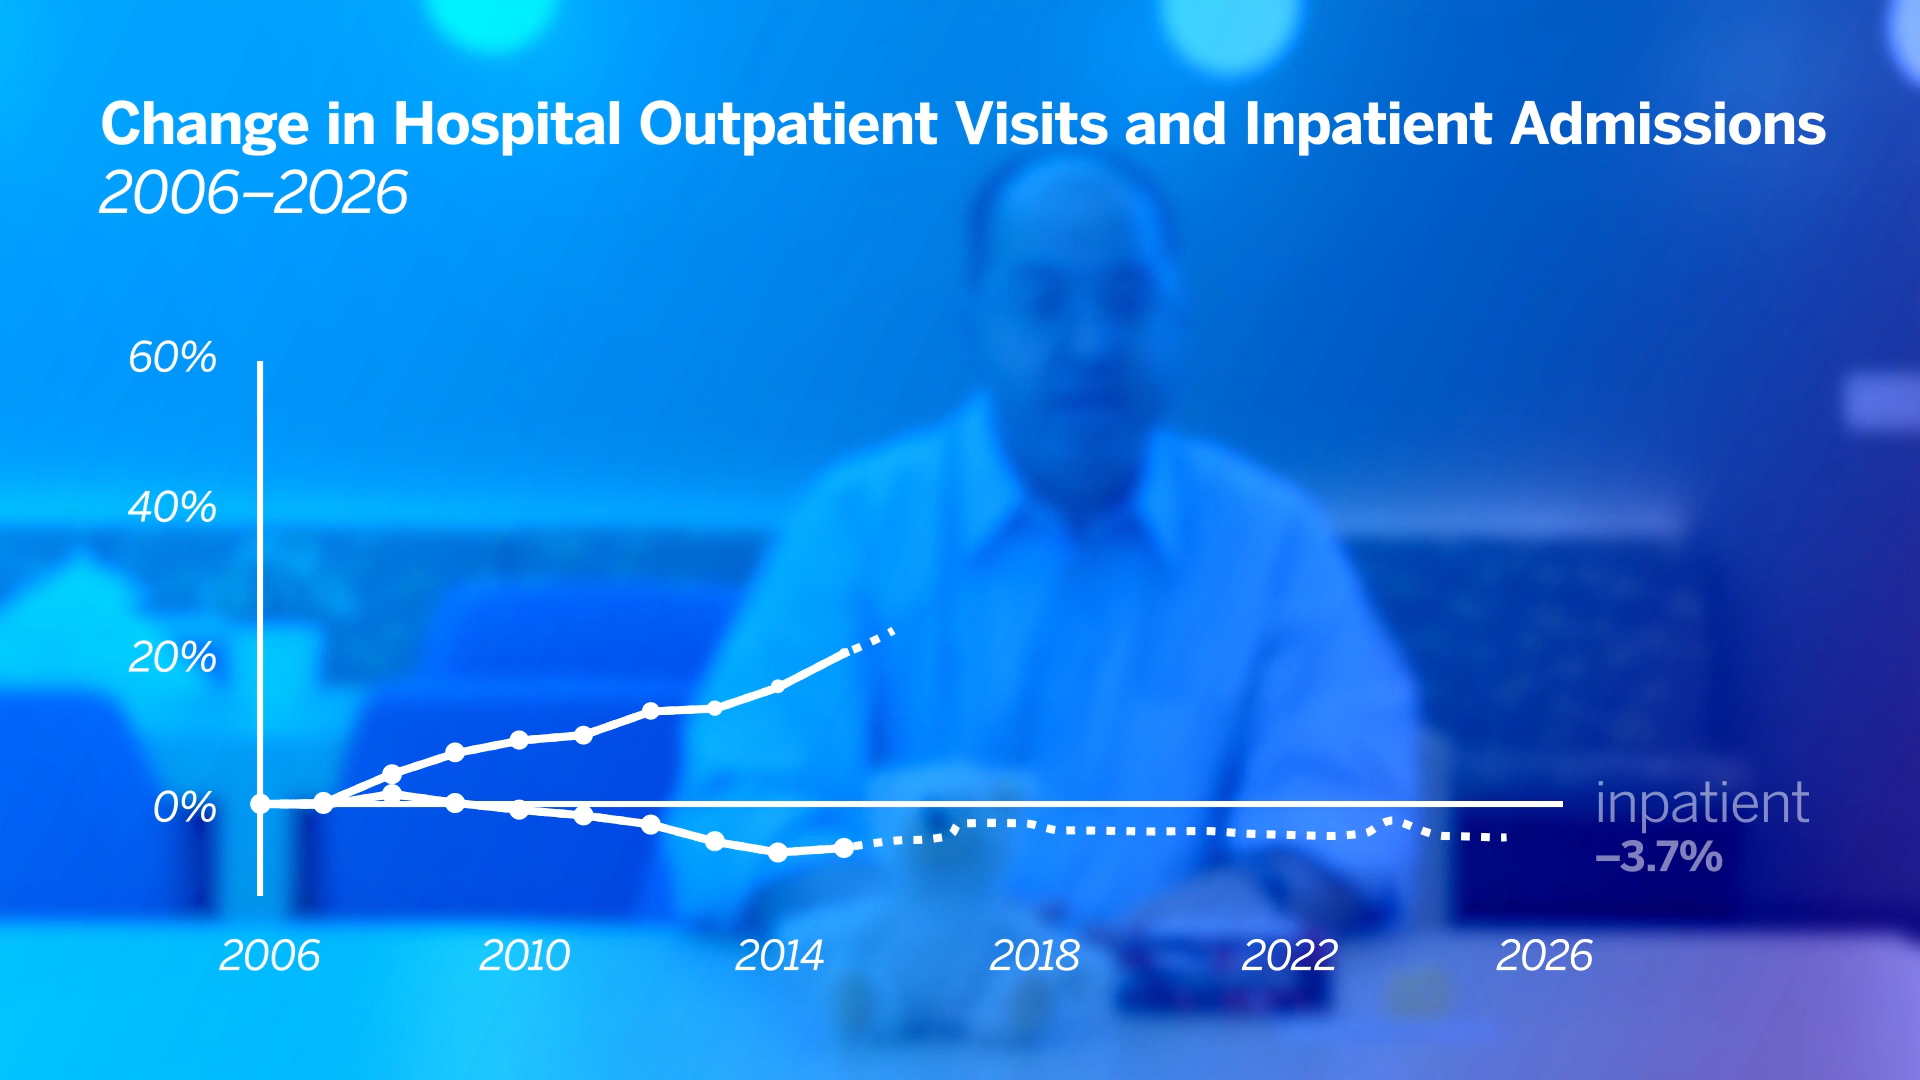 Change in Hospital Outpatient Visits and Inpatient Admissions
2006–2026
60%
40%
20%
0%
inpatient
–3.7%
2006 2010 2014 2018 2022 2026